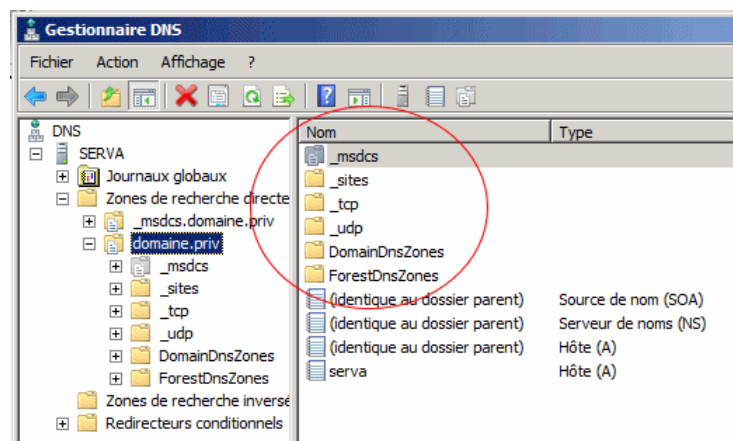 Gestionnaire DNS
Fichier Action Affichage ?
DNS
SERVA
Journaux globaux
Zones de recherche directe
_msdcs.domaine.priv
domaine.priv
_msdcs
_sites
_tcp
_udp
DomainDnsZones
ForestDnsZones
Zones de recherche inversé
Redirecteurs conditionnels
Nom Type
_msdcs
_sites
_tcp
_udp
DomainDnsZones
ForestDnsZones
(identique au dossier parent) Source de nom (SOA)
(identique au dossier parent) Serveur de noms (NS)
(identique au dossier parent) Hôte (A)
serva Hôte (A)